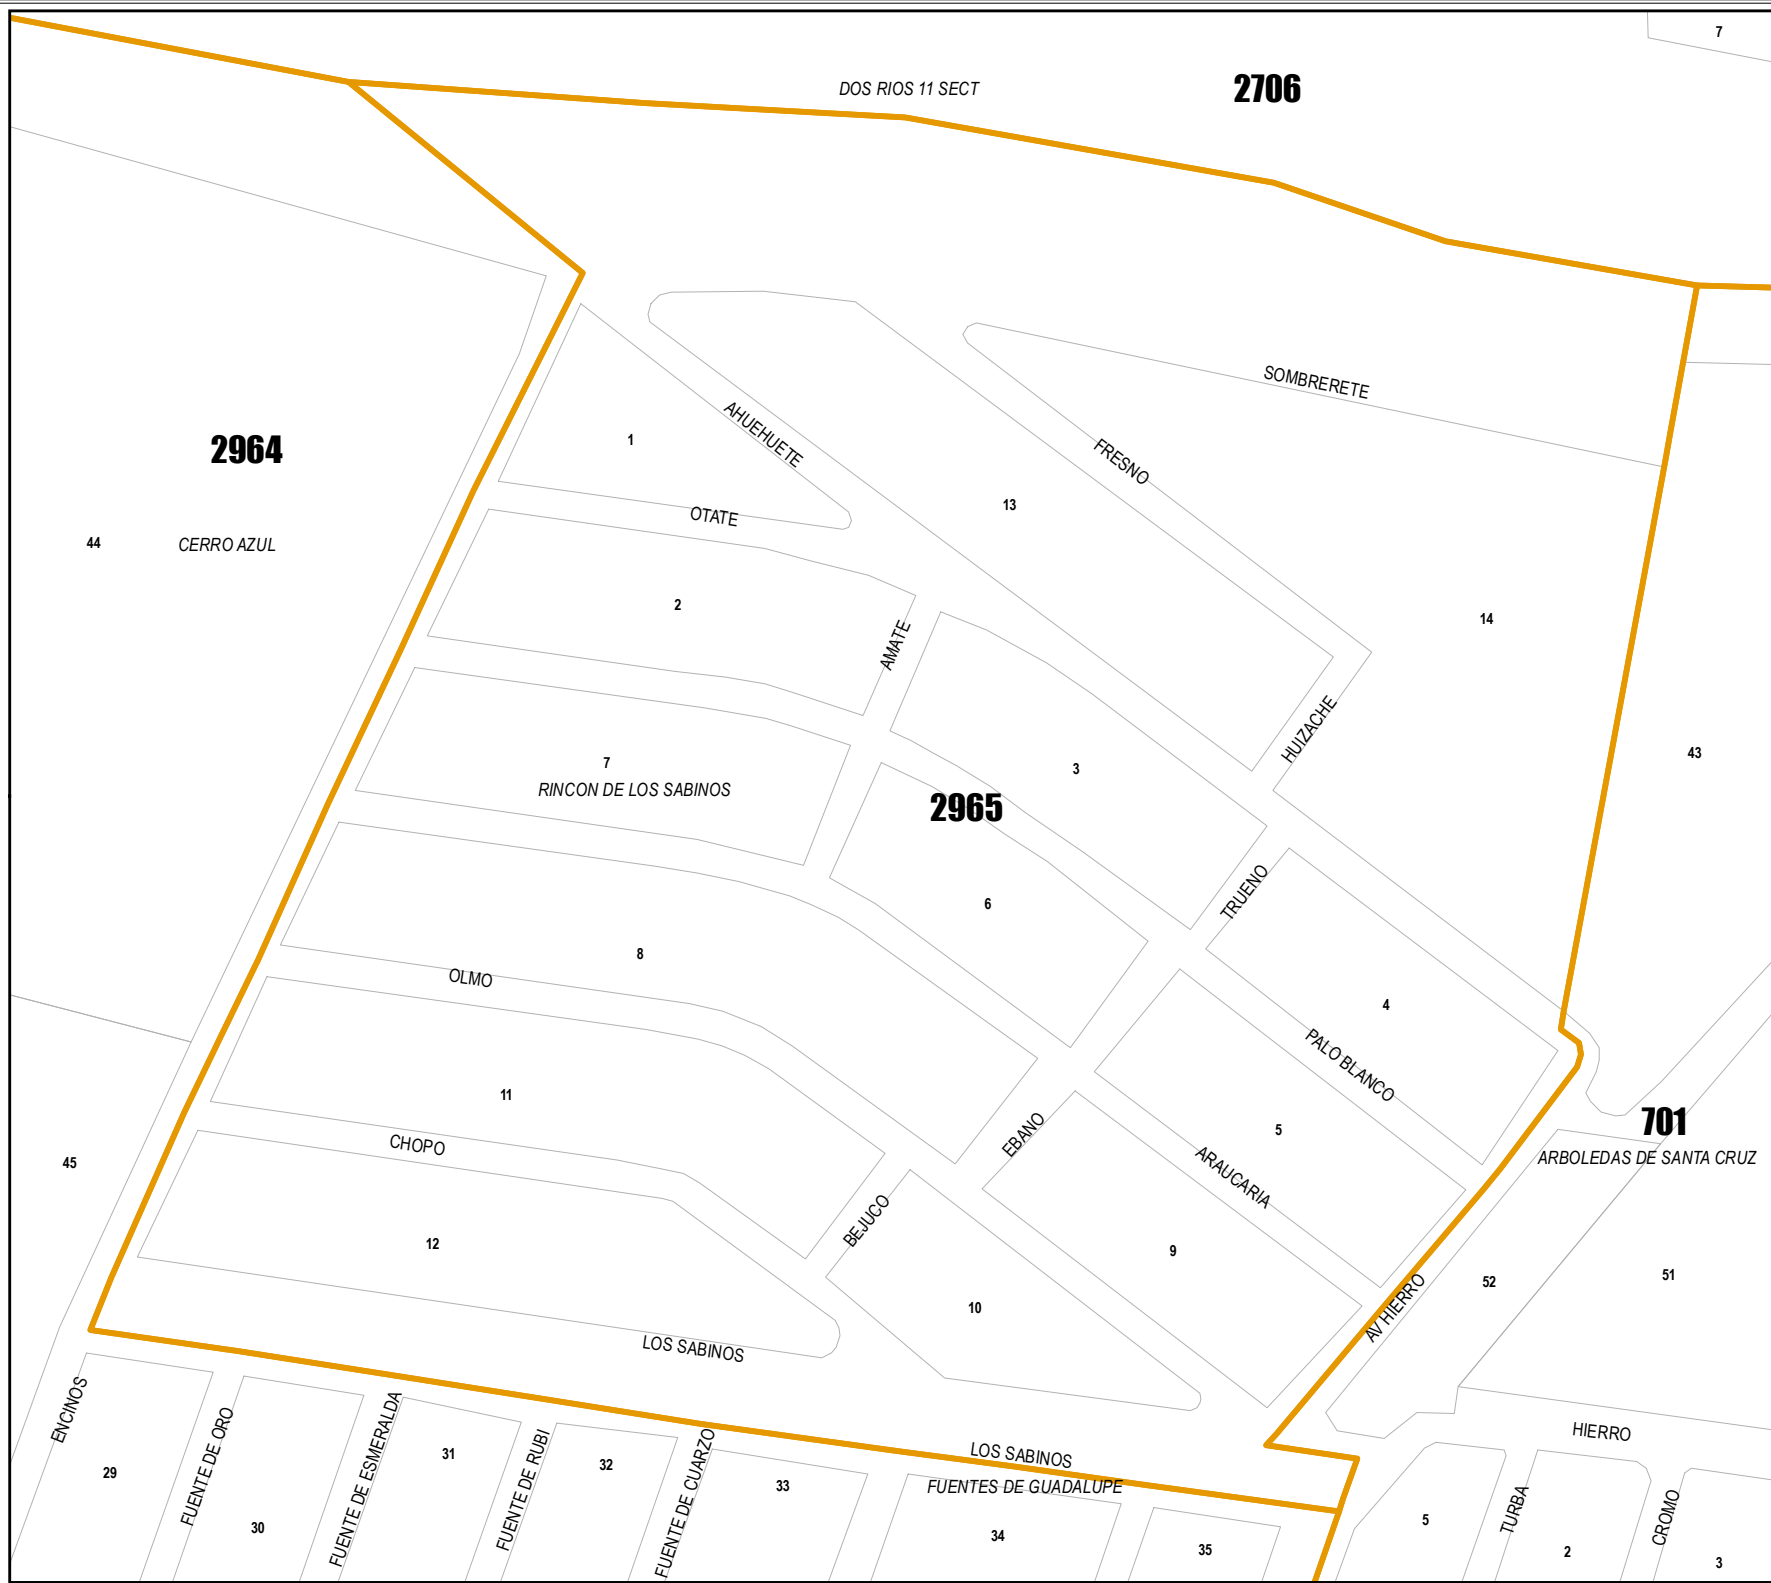 7
DOS RIOS 11 SECT
2706
SOMBRERETE
AHUEHUETE
1
2964
FRESNO
13
OTATE
44
CERRO AZUL
2
14
AMATE
HUIZACHE
43
7
3
RINCON DE LOS SABINOS
2965
TRUENO
6
8
OLMO
4
PALO BLANCO
11
701
CHOPO
EBANO
5
ARBOLEDAS DE SANTA CRUZ
45
ARAUCARIA
BEJUCO
12
9
52
51
AV HIERRO
10
LOS SABINOS
ENCINOS
FUENTE DE ORO
FUENTE DE ESMERALDA
HIERRO
31
LOS SABINOS
29
32
FUENTE DE RUBI
FUENTE DE CUARZO
33
FUENTES DE GUADALUPE
30
34
35
5
TURBA
CROMO
2
3